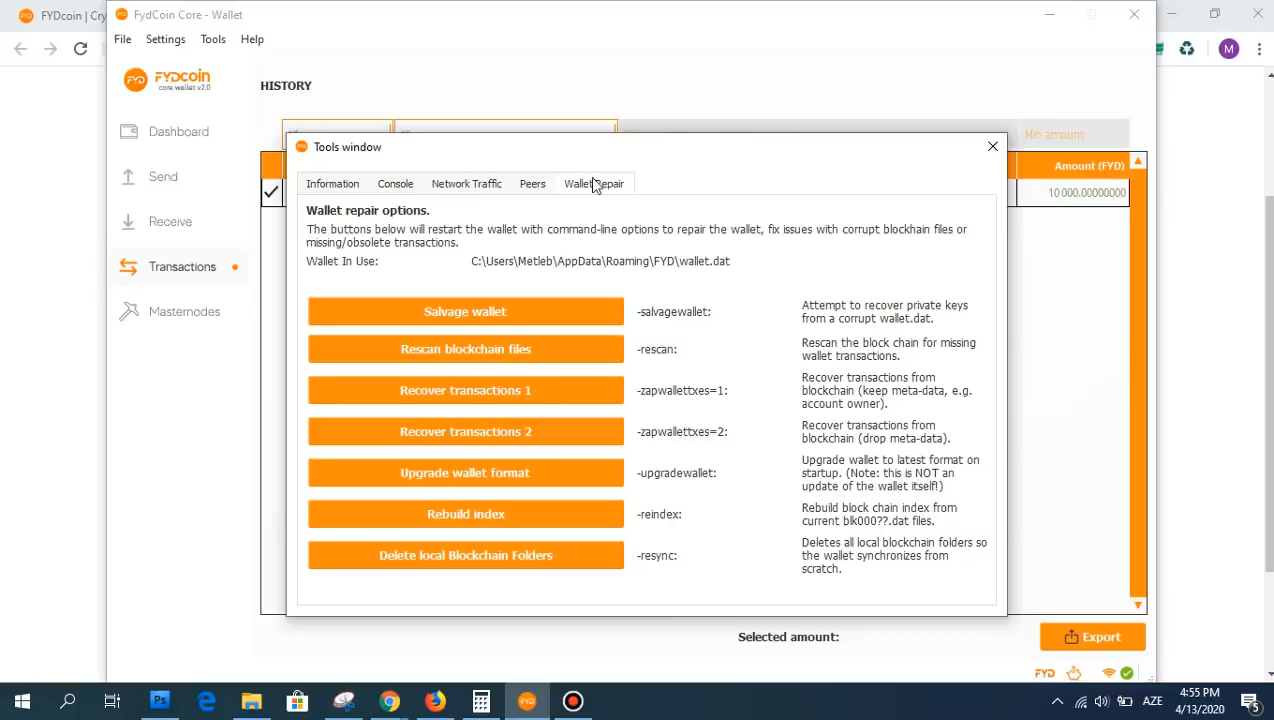 FYDcoin | Cry
FydCoin Core - Wallet
File Settings Tools Help
FYD FYDcoin
core wallet v2.0
M
HISTORY
Dashboard
Send
Receive
Transactions
Masternodes
Min amount
Amount (FYD)
10 000.00000000
Tools window
Information Console Network Traffic Peers Wallet Repair
Wallet repair options.
The buttons below will restart the wallet with command-line options to repair the wallet, fix issues with corrupt blockhain files or
missing/obsolete transactions.
Wallet In Use: C:\Users\Metleb\AppData\Roaming\FYD\wallet.dat
Salvage wallet -salvagewallet: Attempt to recover private keys
from a corrupt wallet.dat.
Rescan blockchain files -rescan: Rescan the block chain for missing
wallet transactions.
Recover transactions 1 -zapwallettxes=1: Recover transactions from
blockchain (keep meta-data, e.g.
account owner).
Recover transactions 2 -zapwallettxes=2: Recover transactions from
blockchain (drop meta-data).
Upgrade wallet format -upgradewallet: Upgrade wallet to latest format on
startup. (Note: this is NOT an
update of the wallet itself!)
Rebuild index -reindex: Rebuild block chain index from
current blk000??.dat files.
Delete local Blockchain Folders -resync: Deletes all local blockchain folders so
the wallet synchronizes from
scratch.
Selected amount:
Export
FYD
Ps
FYD
AZE
4:55 PM
4/13/2020
5